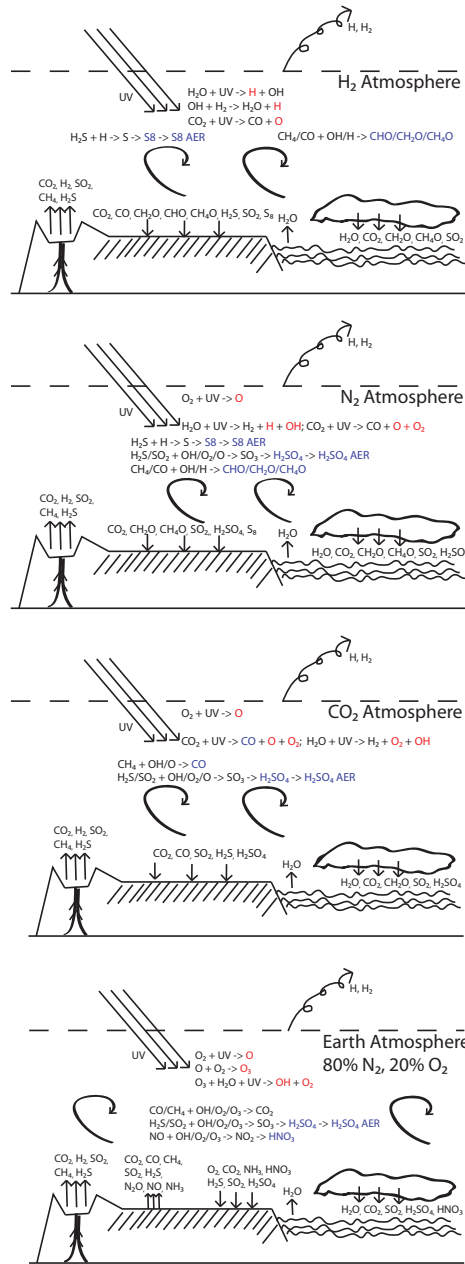 H, H₂
H₂ Atmosphere
UV
H₂O + UV -> H + OH
OH + H₂ -> H₂O + H
CO₂ + UV -> CO + O
H₂S + H -> S -> S8 -> S8 AER
CH₄/CO + OH/H -> CHO/CH₂O/CH₄O
CO₂, H₂, SO₂,
CH₄, H₂S
CO₂, CO, CH₂O, CHO, CH₄O, H₂S, SO₂, S₈
H₂O
H₂O, CO₂, CH₂O, CH₄O, SO₂
H, H₂
N₂ Atmosphere
O₂ + UV -> O
UV
H₂O + UV -> H₂ + H + OH; CO₂ + UV -> CO + O + O₂
H₂S + H -> S -> S8 -> S8 AER
H₂S/SO₂ + OH/O₂/O -> SO₃ -> H₂SO₄ -> H₂SO₄ AER
CH₄/CO + OH/H -> CHO/CH₂O/CH₄O
CO₂, H₂, SO₂,
CH₄, H₂S
CO₂, CH₂O, CH₄O, SO₂, H₂SO₄, S₈
H₂O
H₂O, CO₂, CH₂O, CH₄O, SO₂, H₂SO
H, H₂
CO₂ Atmosphere
O₂ + UV -> O
UV
CO₂ + UV -> CO + O + O₂; H₂O + UV -> H₂ + O₂ + OH
CH₄ + OH/O -> CO
H₂S/SO₂ + OH/O₂/O -> SO₃ -> H₂SO₄ -> H₂SO₄ AER
CO₂, H₂, SO₂,
CH₄, H₂S
CO₂, CO, SO₂, H₂S, H₂SO₄
H₂O
H₂O, CO₂, CH₂O, SO₂, H₂SO₄
H, H₂
Earth Atmosphere
80% N₂, 20% O₂
UV
O₂ + UV -> O
O + O₂-> O₃
O₃ + H₂O + UV -> OH + O₂
CO/CH₄ + OH/O₂/O₃ -> CO₂
H₂S/SO₂ + OH/O₂/O₃ -> SO₃ -> H₂SO₄ -> H₂SO₄ AER
NO + OH/O₂/O₃ -> NO₂ -> HNO₃
CO₂, H₂, SO₂,
CH₄, H₂S
CO₂, CO, CH₄,
SO₂, H₂S,
N₂O, NO, NH₃
O₂, CO₂, NH₃, HNO₃
H₂S, SO₂, H₂SO₄
H₂O
H₂O, CO₂, SO₂, H₂SO₄, HNO₃